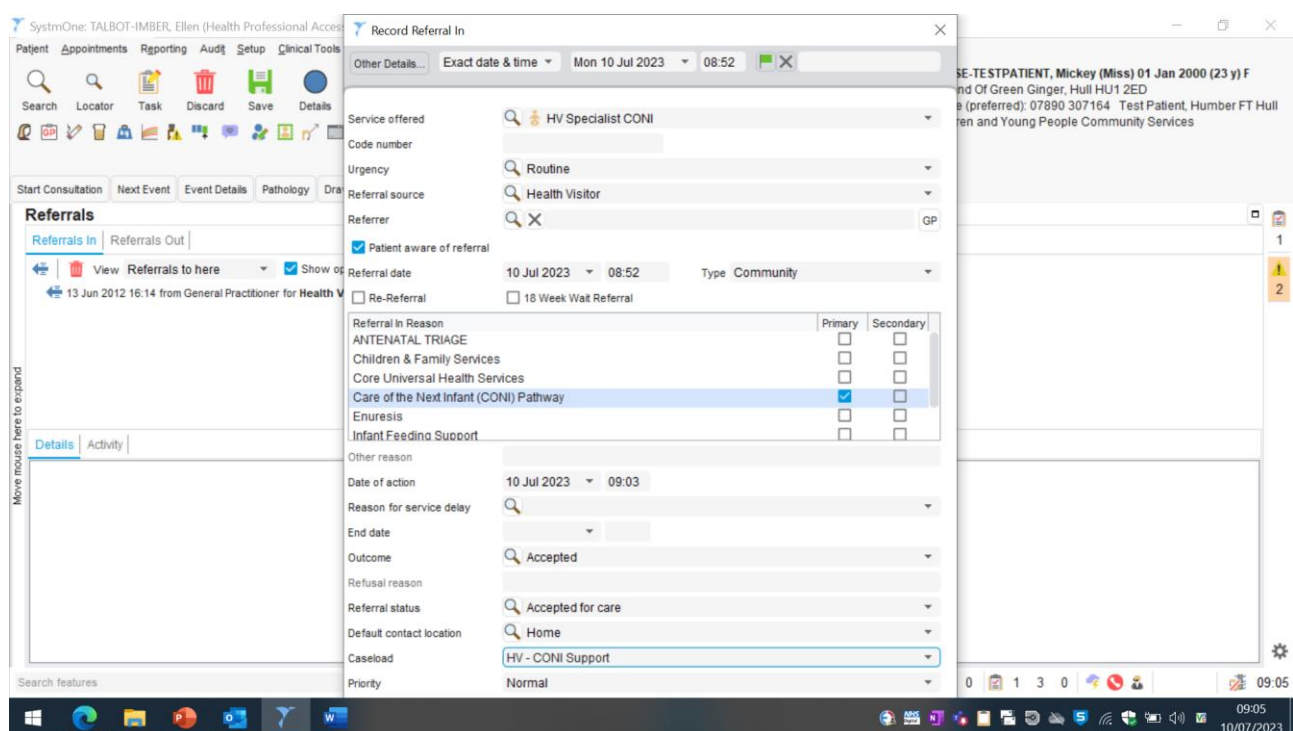 SystmOne: TALBOT-IMBER, Ellen (Health Professional Access
Patient Appointments Reporting Audit Setup Clinical Tools
Search Locator Task Discard Save Details
Start Consultation Next Event Event Details Pathology Dra
Referrals
Referrals In Referrals Out
View Referrals to here Show op
13 Jun 2012 16:14 from General Practitioner for Health V
Move mouse here to expand
Details Activity
Search features
Record Referral In
Other Details... Exact date & time Mon 10 Jul 2023 08:52
Service offered HV Specialist CONI
Code number
Urgency Routine
Referral source Health Visitor
Referrer GP
Patient aware of referral
Referral date 10 Jul 2023 08:52 Type Community
Re-Referral 18 Week Wait Referral
Referral In Reason Primary Secondary
ANTENATAL TRIAGE
Children & Family Services
Core Universal Health Services
Care of the Next Infant (CONI) Pathway
Enuresis
Infant Feeding Support
Other reason
Date of action 10 Jul 2023 09:03
Reason for service delay
End date
Outcome Accepted
Refusal reason
Referral status Accepted for care
Default contact location Home
Caseload HV - CONI Support
Priority Normal
SE-TESTPATIENT, Mickey (Miss) 01 Jan 2000 (23 y) F
nd Of Green Ginger, Hull HU1 2ED
e (preferred): 07890 307164 Test Patient, Humber FT Hull
ren and Young People Community Services
1
2
0 1 3 0 09:05
09:05
10/07/2023